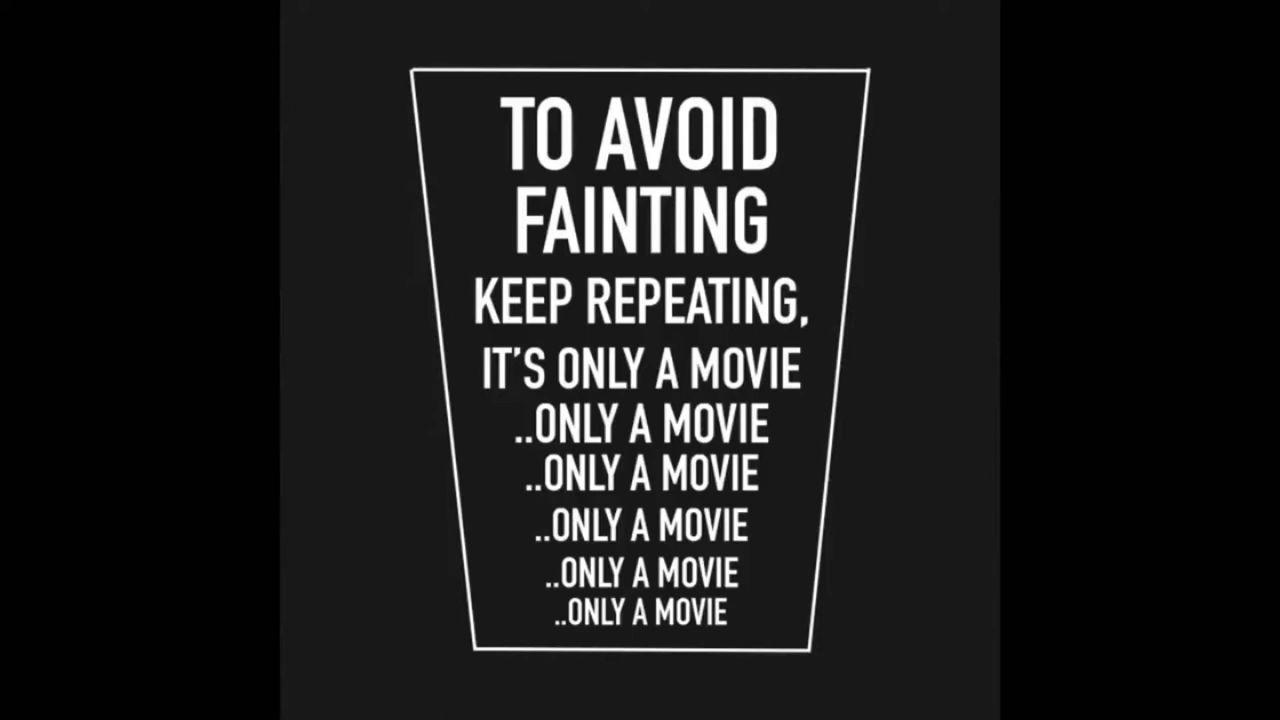 TO AVOID
FAINTING
KEEP REPEATING,
IT'S ONLY A MOVIE
..ONLY A MOVIE
..ONLY A MOVIE
..ONLY A MOVIE
..ONLY A MOVIE
..ONLY A MOVIE